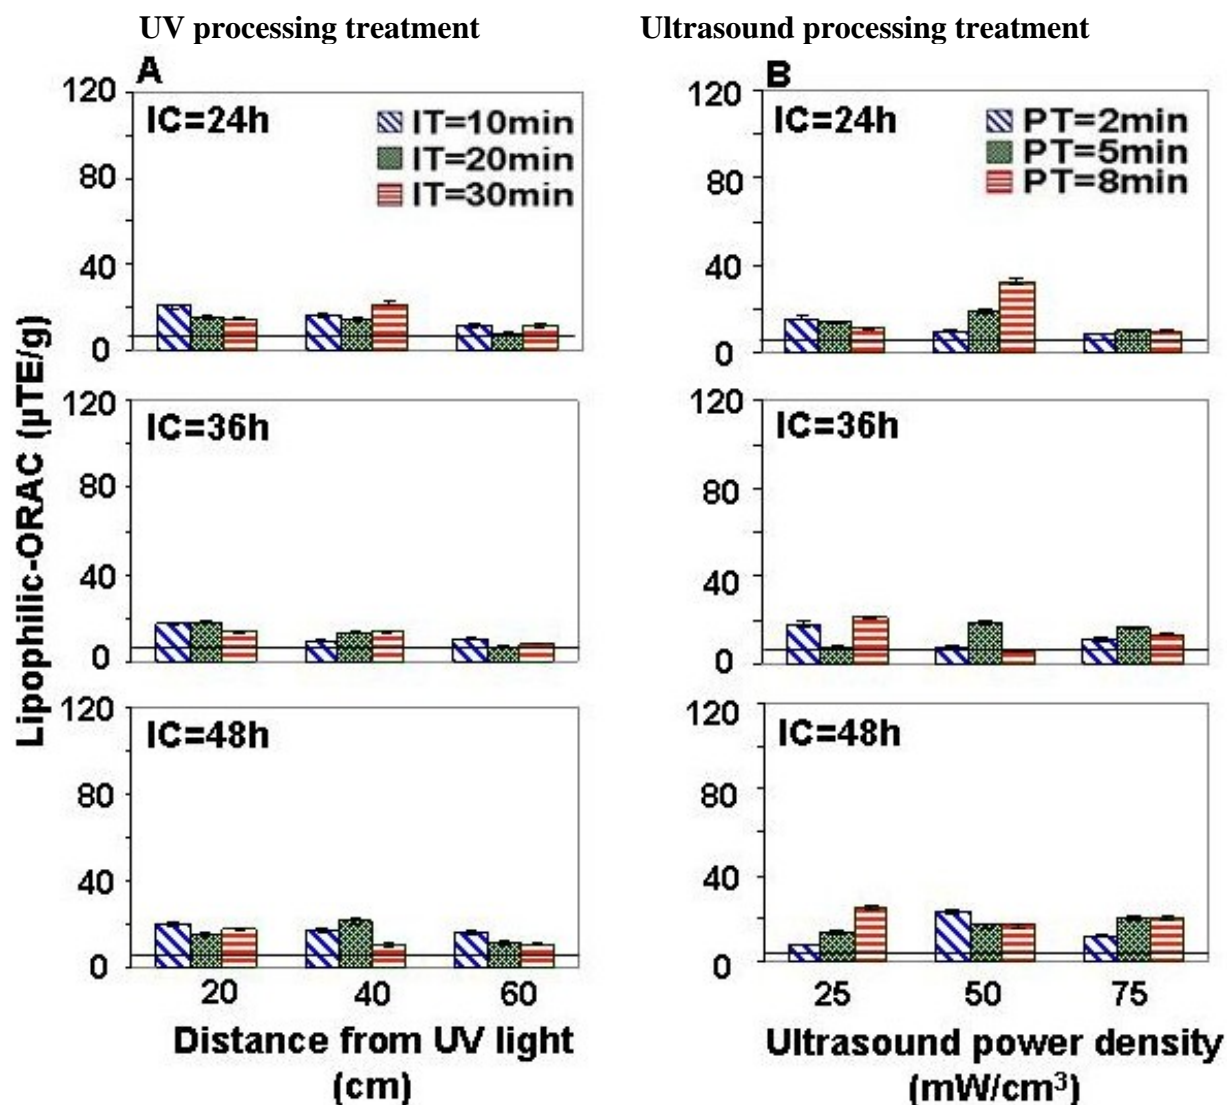 UV processing treatment
Ultrasound processing treatment
Lipophilic-ORAC (µTE/g)
A
120
80
40
0
IC=24h
IT=10min
IT=20min
IT=30min
120
80
40
0
IC=36h
120
80
40
0
IC=48h
20 40 60
Distance from UV light
(cm)
B
120
80
40
0
IC=24h
PT=2min
PT=5min
PT=8min
120
80
40
0
IC=36h
120
80
40
0
IC=48h
25 50 75
Ultrasound power density
(mW/cm³)